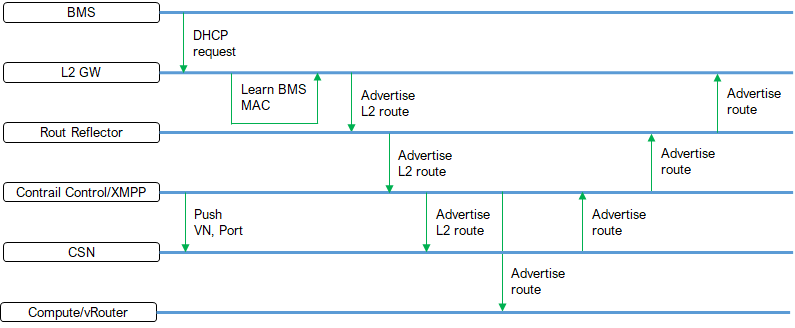 BMS
DHCP
request
L2 GW
Learn BMS
MAC
Advertise
L2 route
Advertise
route
Rout Reflector
Advertise
L2 route
Advertise
route
Contrail Control/XMPP
Push
VN, Port
Advertise
L2 route
Advertise
route
CSN
Advertise
route
Compute/vRouter